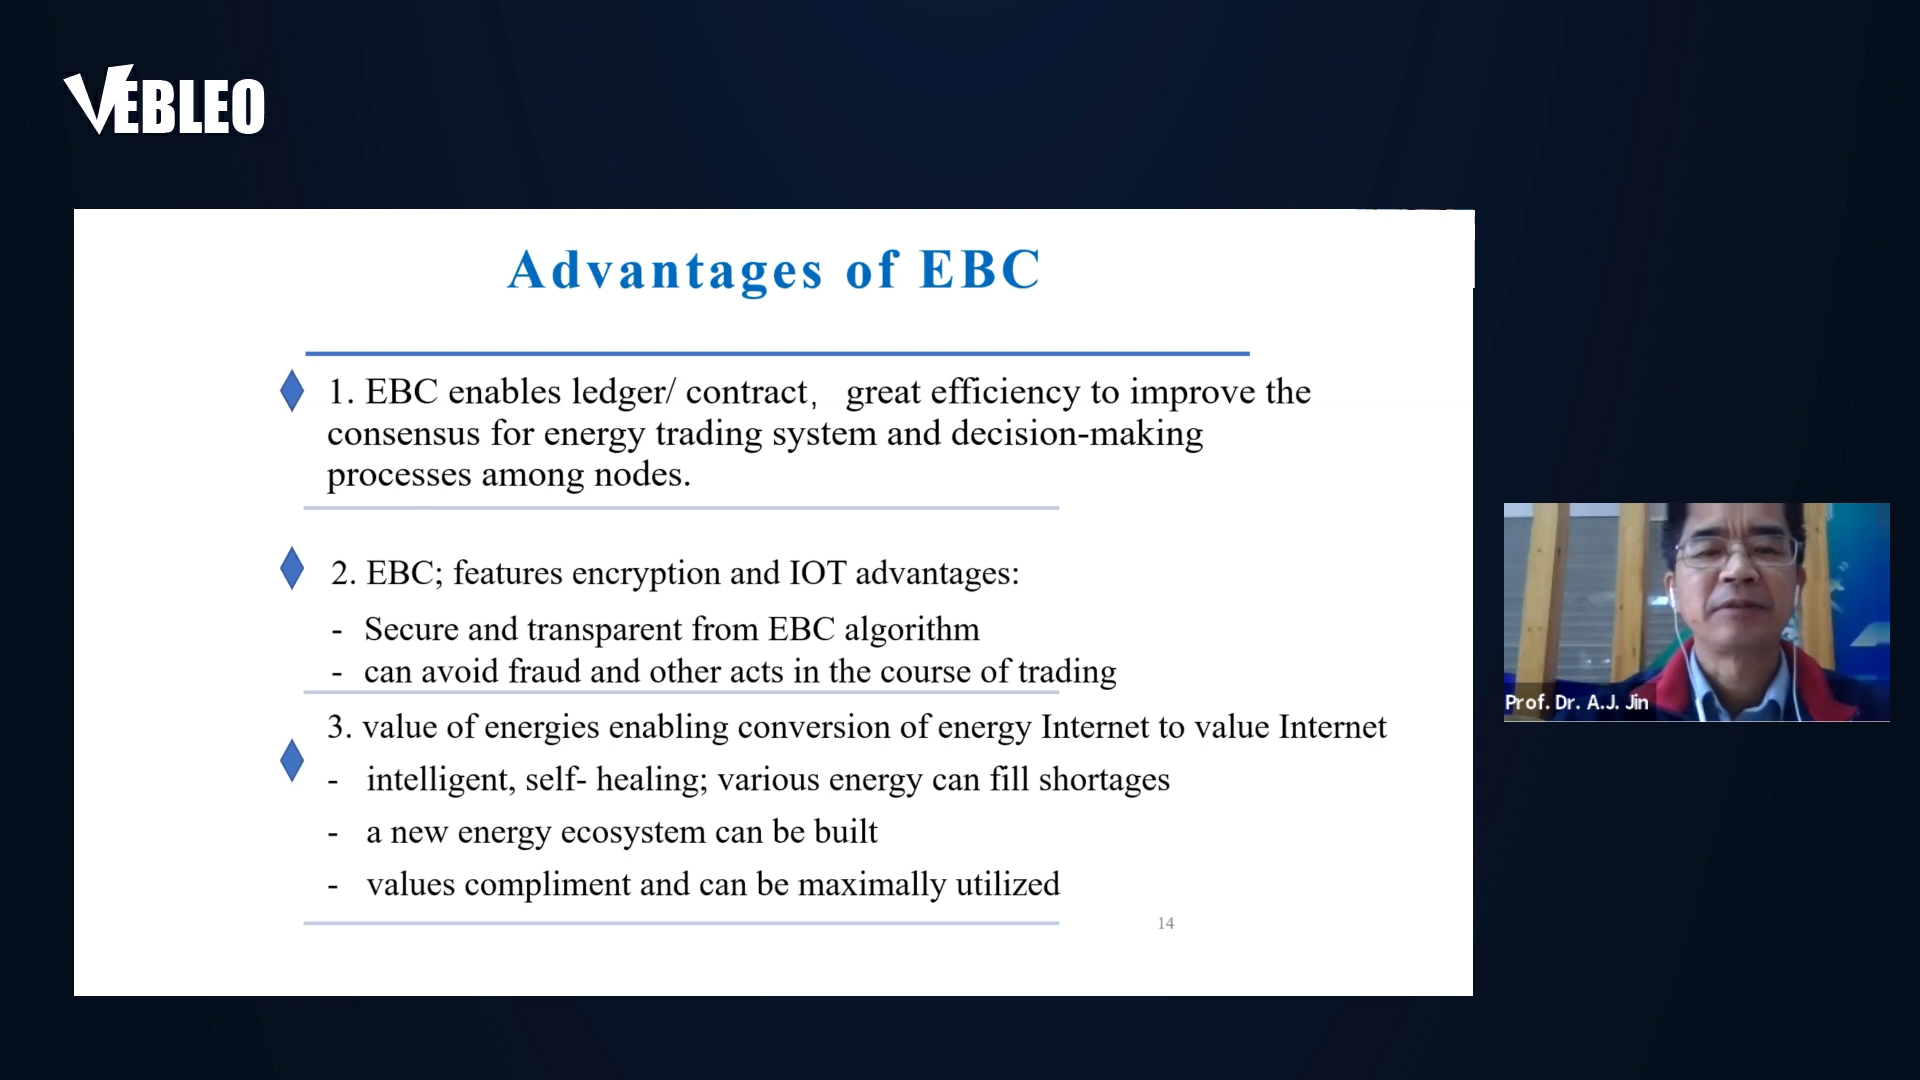 VEBLEO
Advantages of EBC
1. EBC enables ledger/ contract， great efficiency to improve the
consensus for energy trading system and decision-making
processes among nodes.
2. EBC; features encryption and IOT advantages:
- Secure and transparent from EBC algorithm
- can avoid fraud and other acts in the course of trading
3. value of energies enabling conversion of energy Internet to value Internet
- intelligent, self- healing; various energy can fill shortages
- a new energy ecosystem can be built
- values compliment and can be maximally utilized
14
Prof. Dr. A.J. Jin